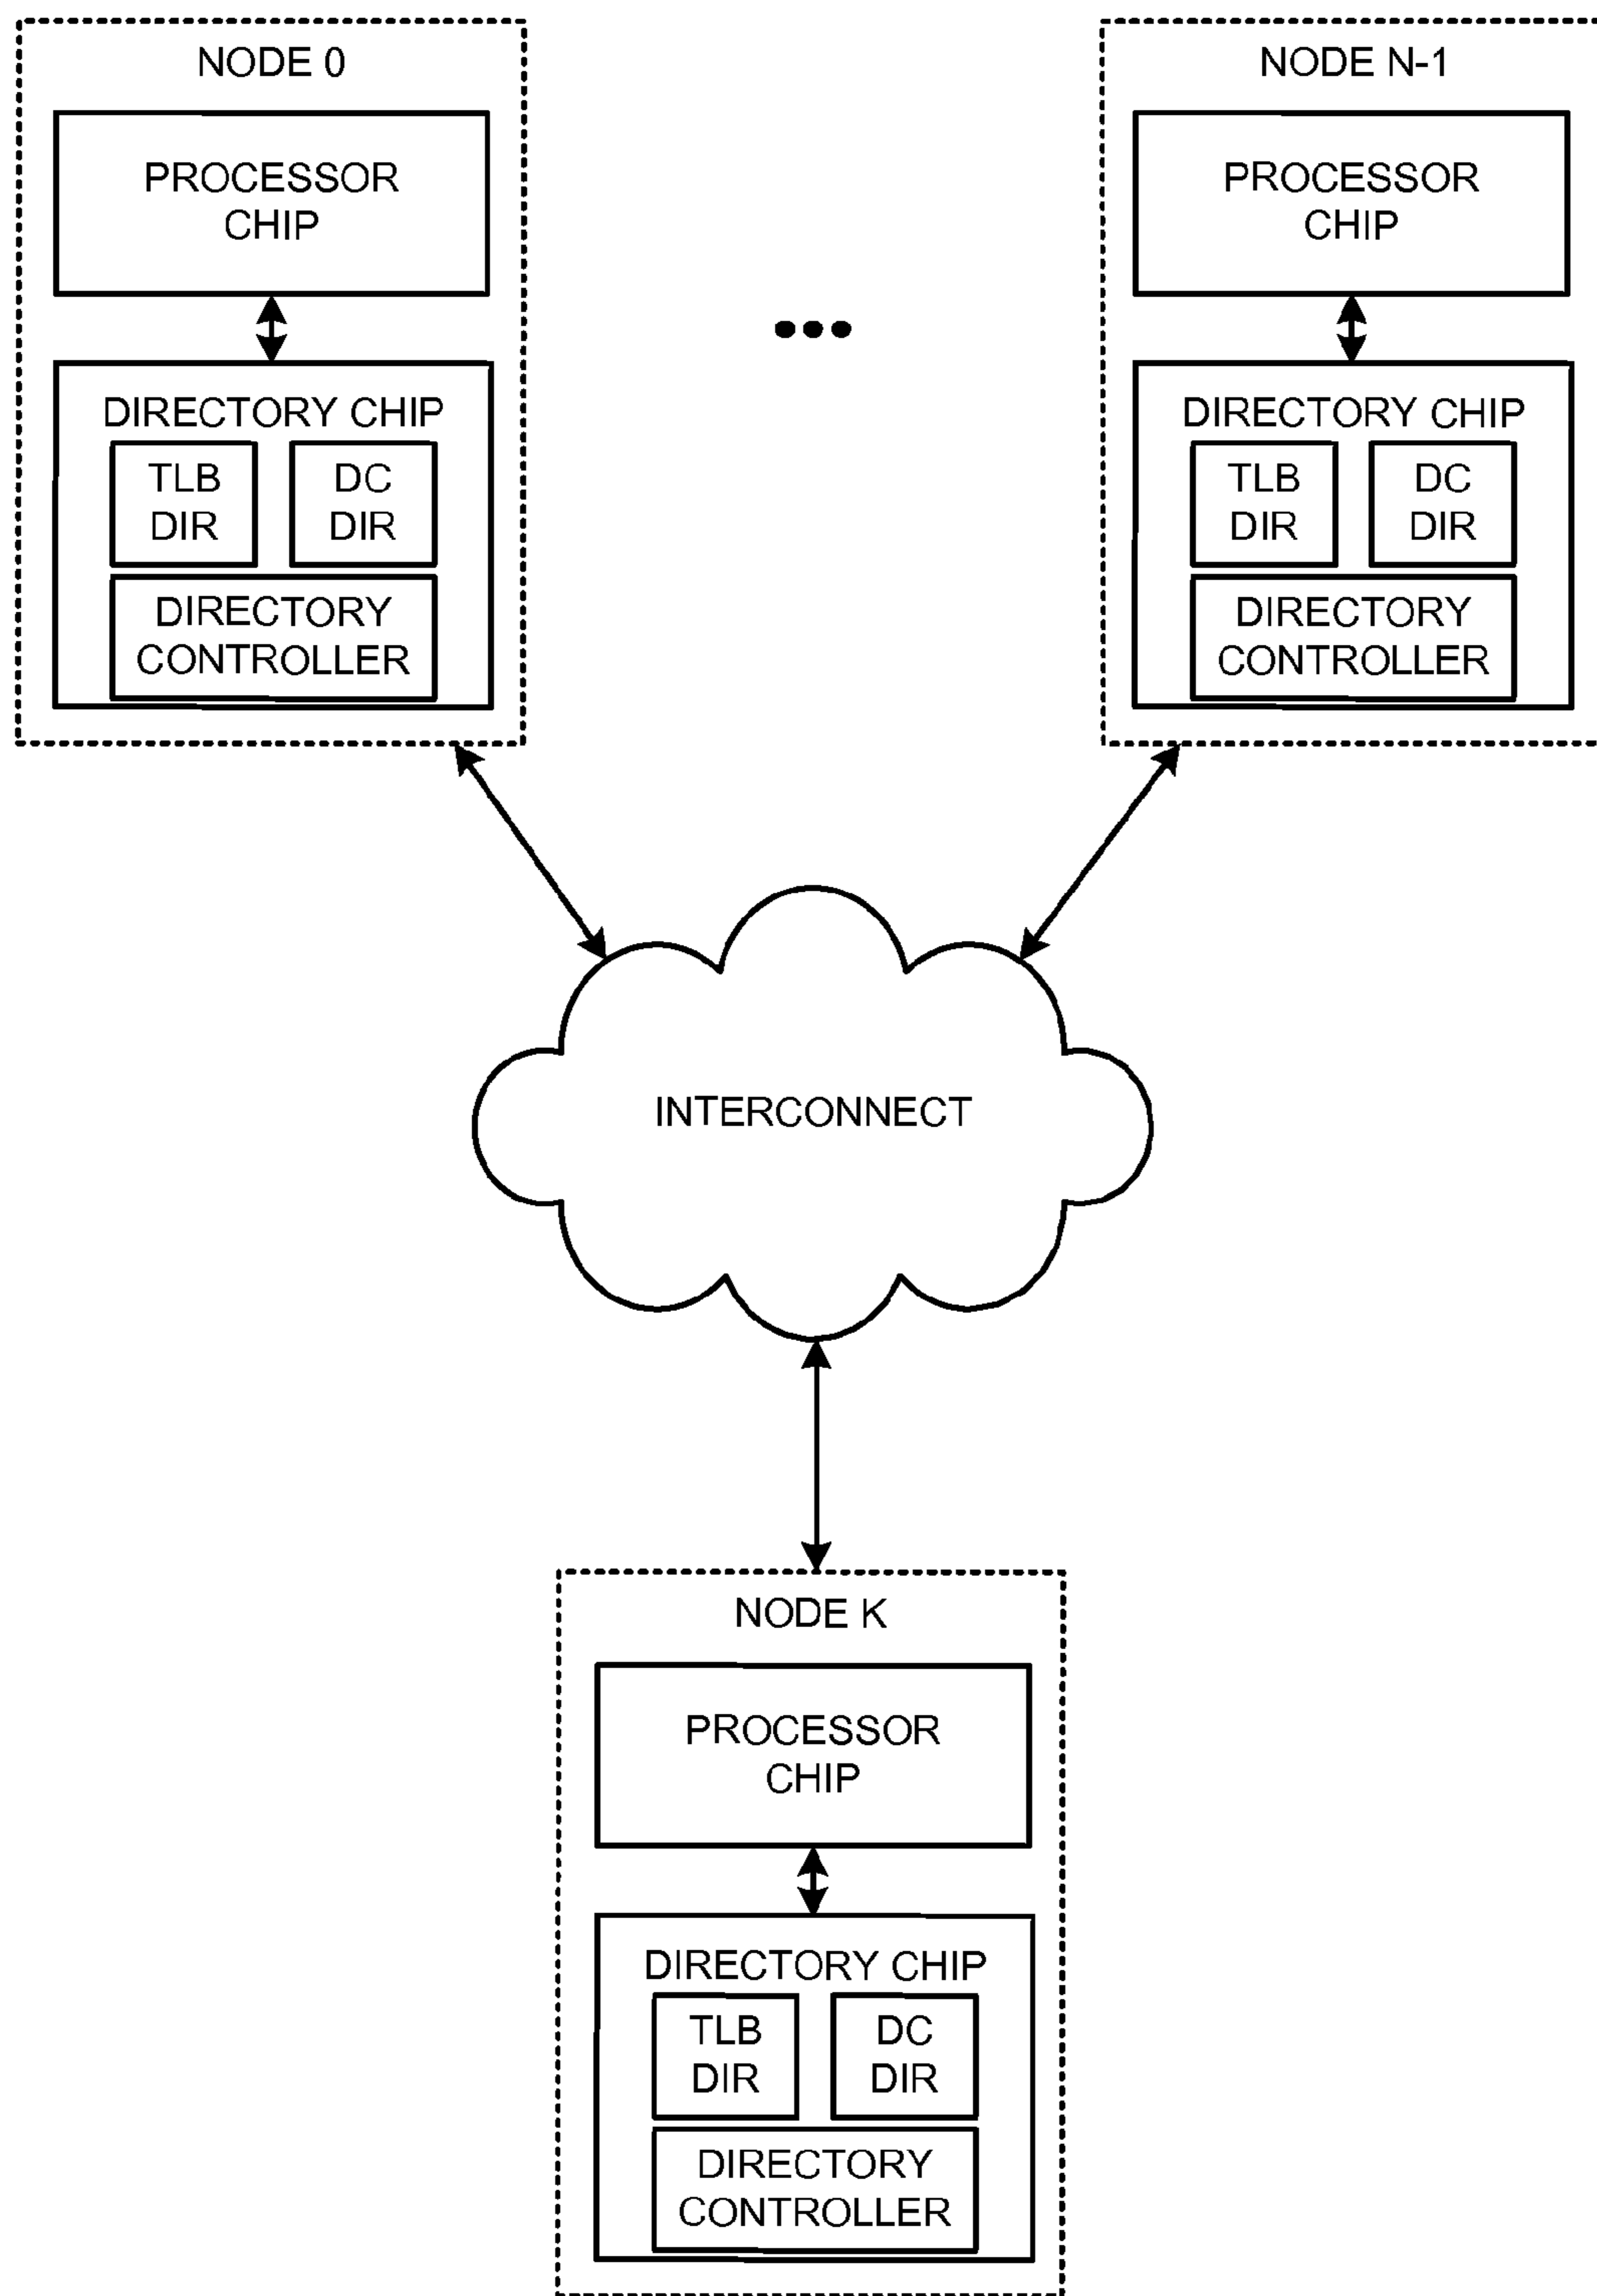 NODE 0
PROCESSOR
CHIP
DIRECTORY CHIP
TLB
DIR
DC
DIR
DIRECTORY
CONTROLLER
NODE N-1
PROCESSOR
CHIP
DIRECTORY CHIP
TLB
DIR
DC
DIR
DIRECTORY
CONTROLLER
INTERCONNECT
NODE K
PROCESSOR
CHIP
DIRECTORY CHIP
TLB
DIR
DC
DIR
DIRECTORY
CONTROLLER